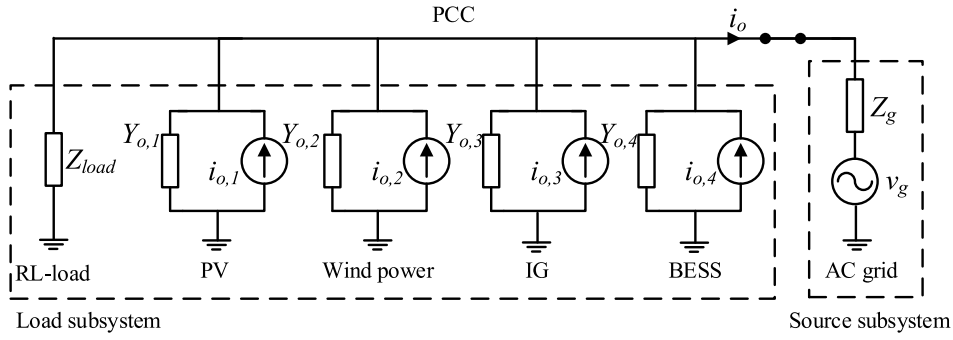 PCC
i_o
Z_load
Y_o,1
i_o,1
Y_o,2
i_o,2
Y_o,3
i_o,3
Y_o,4
i_o,4
Z_g
v_g
RL-load
PV
Wind power
IG
BESS
AC grid
Load subsystem
Source subsystem